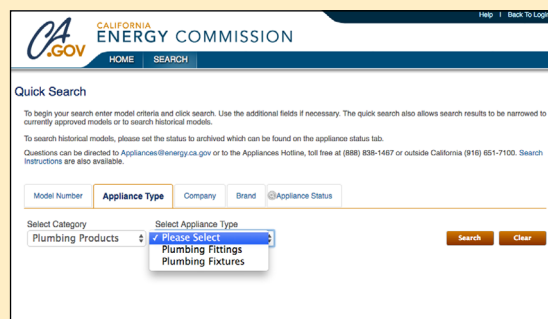 Help | Back To Login
CA
.GOV
CALIFORNIA
ENERGY COMMISSION
HOME SEARCH
Quick Search
To begin your search enter model criteria and click search. Use the additional fields if necessary. The quick search also allows search results to be narrowed to
currently approved models or to search historical models.
To search historical models, please set the status to archived which can be found on the appliance status tab.
Questions can be directed to Appliances@energy.ca.gov or to the Appliances Hotline, toll free at (888) 838-1467 or outside California (916) 651-7100. Search
Instructions are also available.
Model Number Appliance Type Company Brand @Appliance Status
Select Category Select Appliance Type
Plumbing Products ✓ Please Select Search Clear
Plumbing Fittings
Plumbing Fixtures